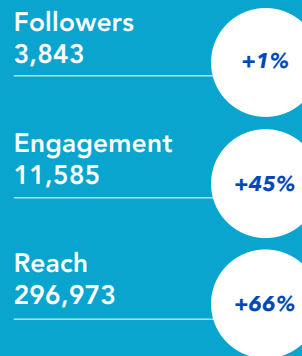 Followers
3,843
+1%
Engagement
11,585
+45%
Reach
296,973
+66%